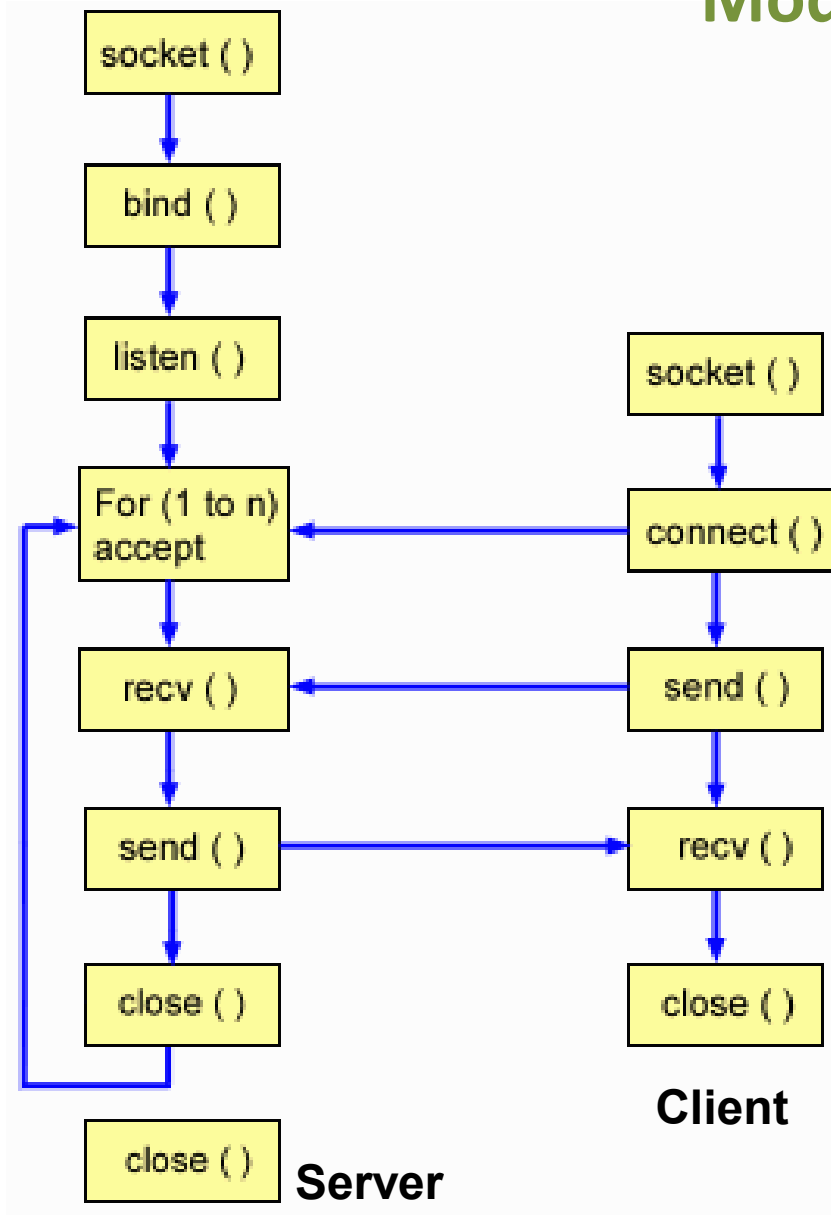 socket ( )
bind ( )
listen ( )
For (1 to n)
accept
recv ( )
send ( )
close ( )
close ( )
Server
socket ( )
connect ( )
send ( )
recv ( )
close ( )
Client